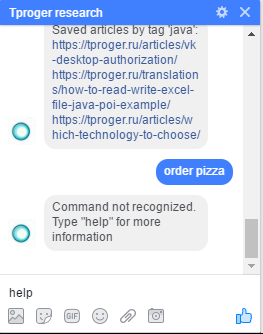 Tproger research
Saved articles by tag 'java':
https://tproger.ru/articles/vk
-desktop-authorization/
https://tproger.ru/translation
s/how-to-read-write-excel-
file-java-poi-example/
https://tproger.ru/articles/w
hich-technology-to-choose/
order pizza
Command not recognized.
Type "help" for more
information
help
GIF